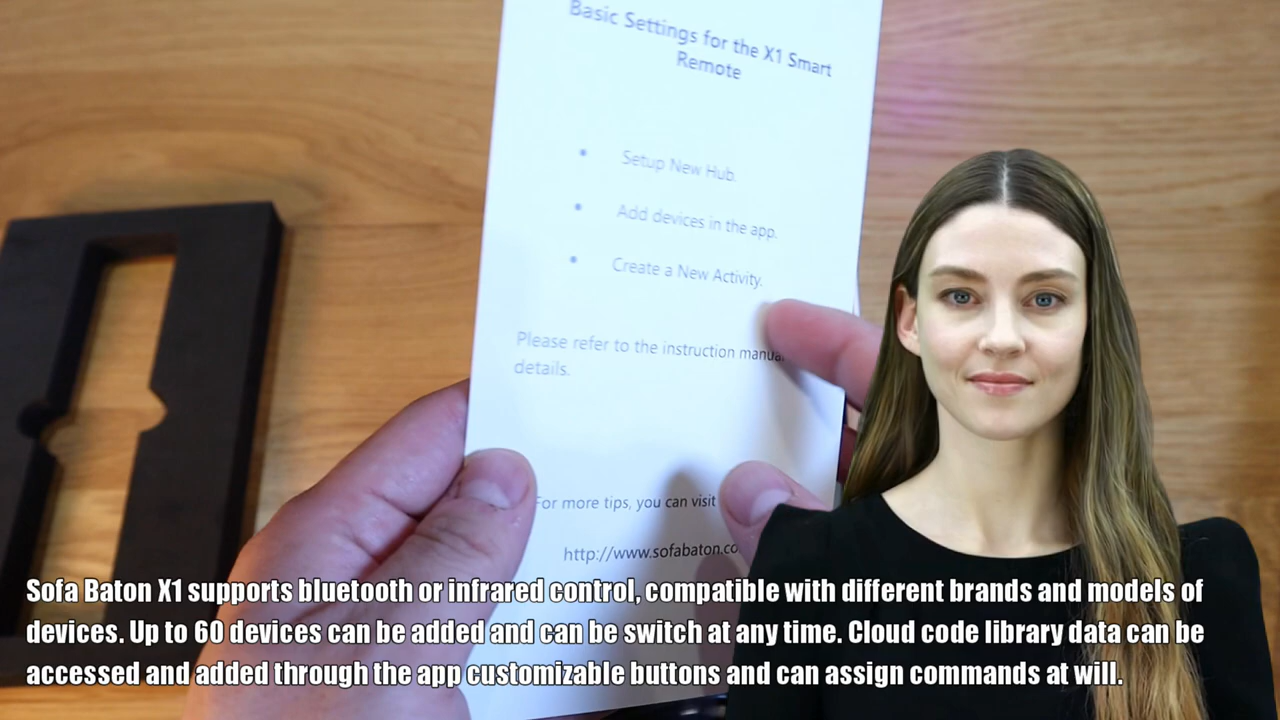 Basic Settings for the X1 Smart
Remote
• Setup New Hub.
• Add devices in the app.
• Create a New Activity.
Please refer to the instruction manual
details.
For more tips, you can visit
http://www.sofabaton.co
Sofa Baton X1 supports bluetooth or infrared control, compatible with different brands and models of
devices. Up to 60 devices can be added and can be switch at any time. Cloud code library data can be
accessed and added through the app customizable buttons and can assign commands at will.